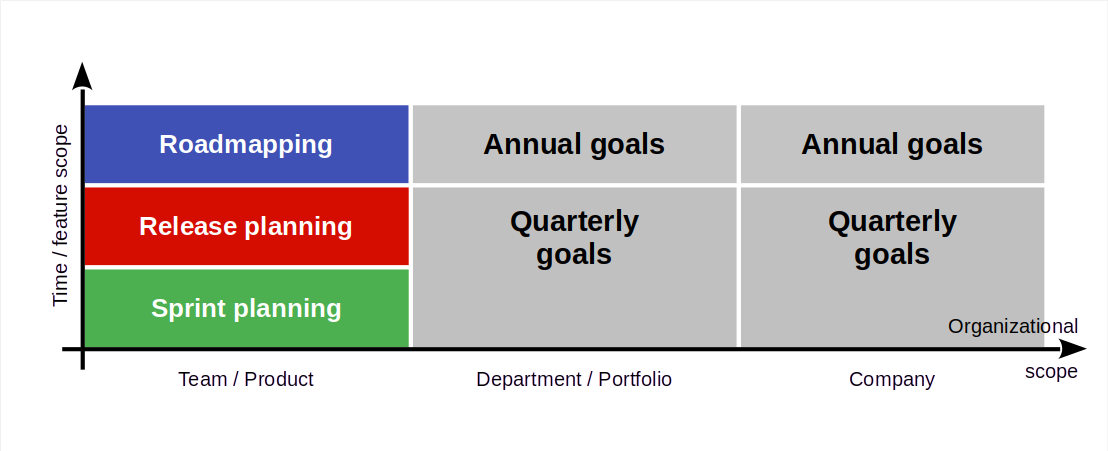 Time / feature scope
Roadmapping
Annual goals
Annual goals
Release planning
Quarterly
goals
Quarterly
goals
Sprint planning
Organizational
scope
Team / Product
Department / Portfolio
Company